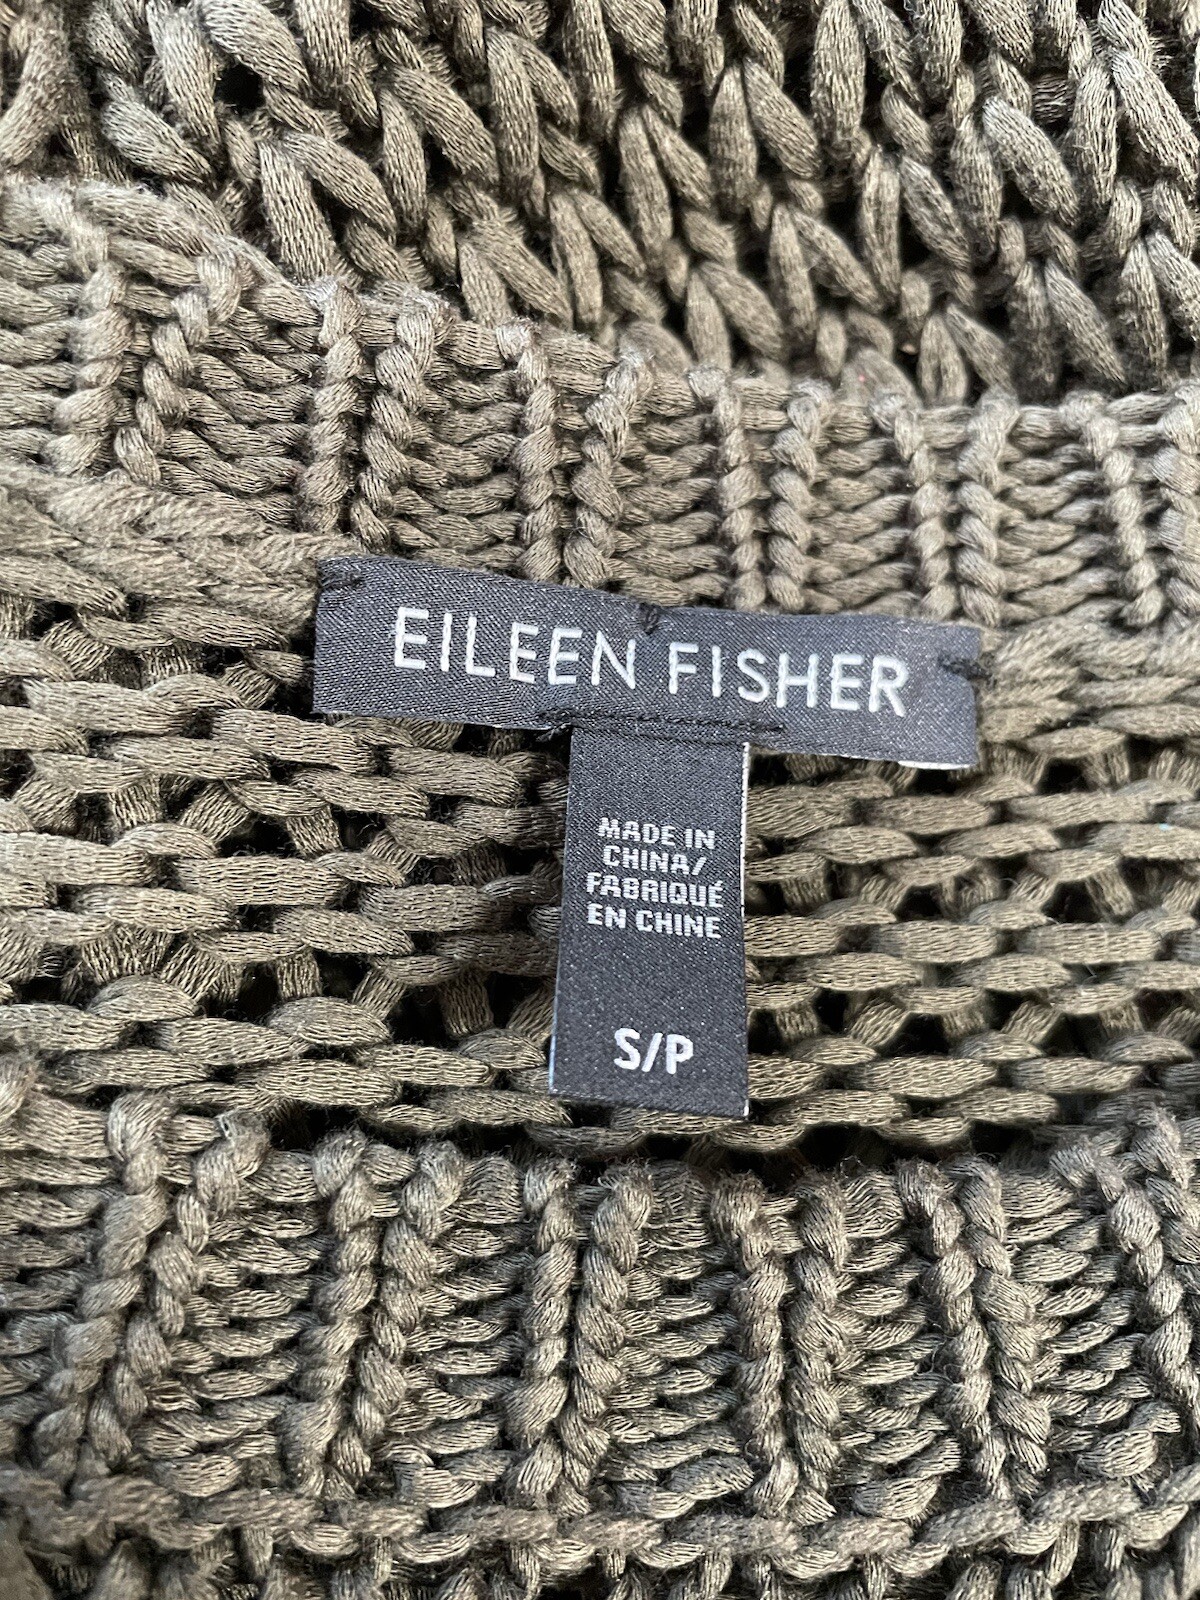 EILEEN FISHER
MADE IN
CHINA/
FABRIQUÉ
EN CHINE
S/P